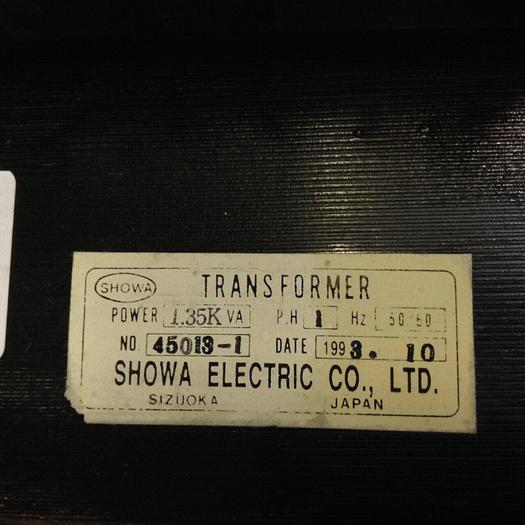 SHOWA TRANSFORMER
POWER 1.35K VA P.H 1 Hz 50 60
NO. 45013-1 DATE 1993. 10
SHOWA ELECTRIC CO., LTD.
SIZUOKA JAPAN